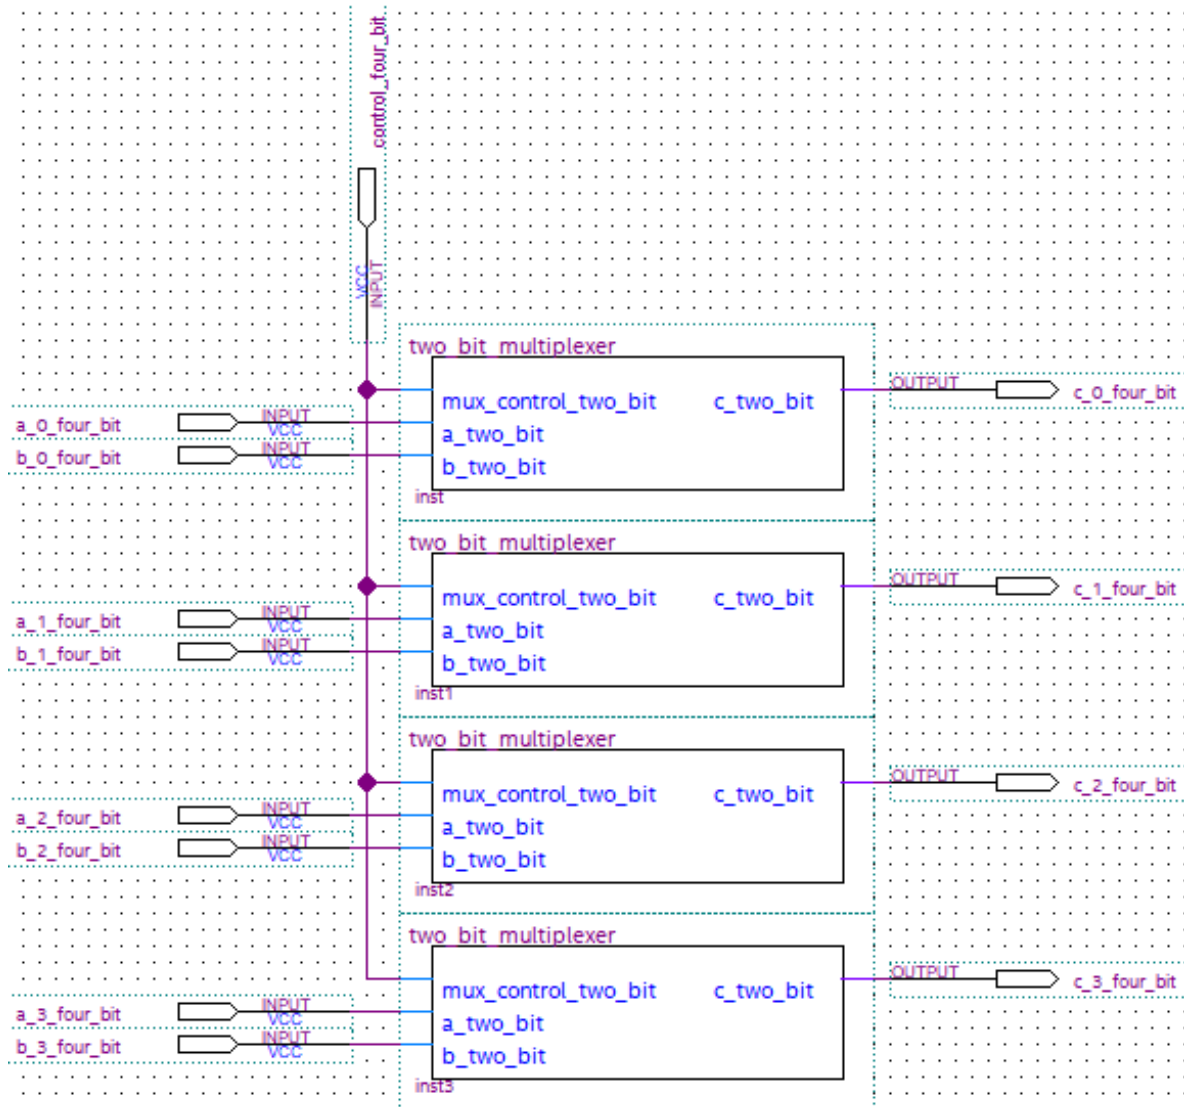 control_four_bit
VCC
INPUT
two_bit_multiplexer
mux_control_two_bit c_two_bit
a_two_bit
b_two_bit
inst
a_0_four_bit INPUT
VCC
b_0_four_bit INPUT
VCC
OUTPUT c_0_four_bit
two_bit_multiplexer
mux_control_two_bit c_two_bit
a_two_bit
b_two_bit
inst1
a_1_four_bit INPUT
VCC
b_1_four_bit INPUT
VCC
OUTPUT c_1_four_bit
two_bit_multiplexer
mux_control_two_bit c_two_bit
a_two_bit
b_two_bit
inst2
a_2_four_bit INPUT
VCC
b_2_four_bit INPUT
VCC
OUTPUT c_2_four_bit
two_bit_multiplexer
mux_control_two_bit c_two_bit
a_two_bit
b_two_bit
inst3
a_3_four_bit INPUT
VCC
b_3_four_bit INPUT
VCC
OUTPUT c_3_four_bit